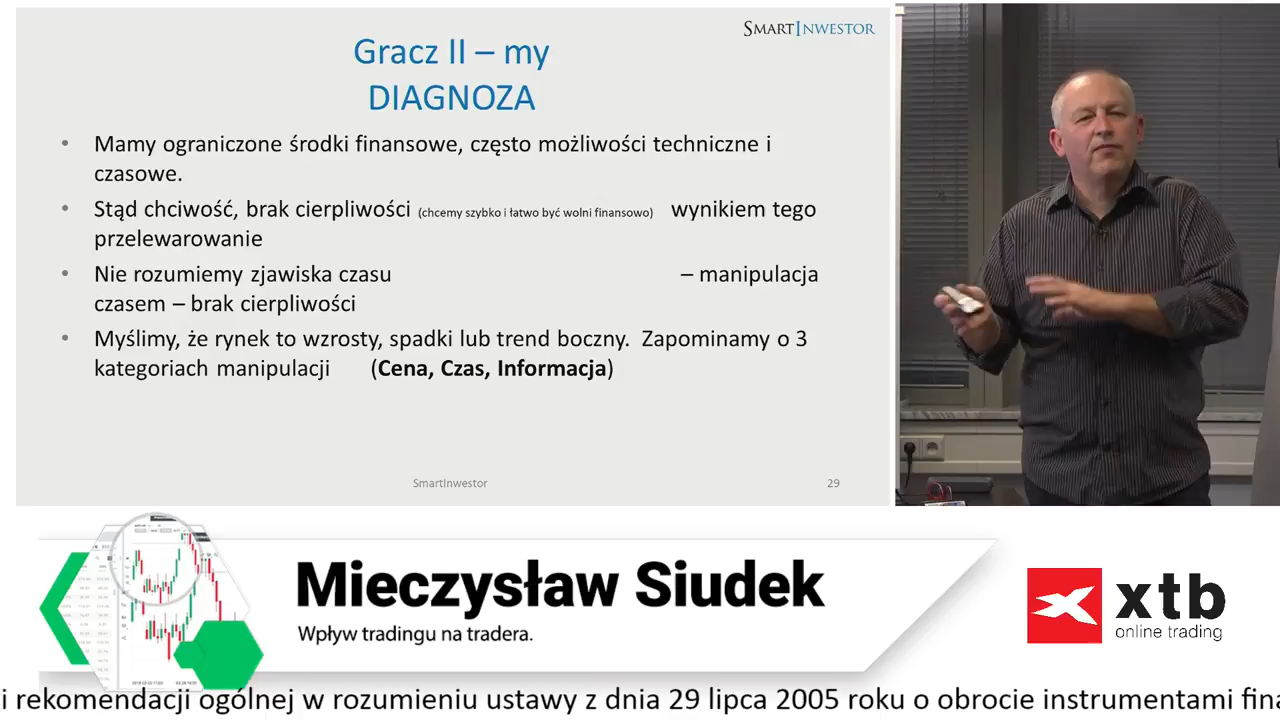 SmartInwestor
Gracz II – my
DIAGNOZA
• Mamy ograniczone środki finansowe, często możliwości techniczne i
czasowe.
• Stąd chciwość, brak cierpliwości (chcemy szybko i łatwo być wolni finansowo) wynikiem tego
przelewarowanie
• Nie rozumiemy zjawiska czasu – manipulacja
czasem – brak cierpliwości
• Myślimy, że rynek to wzrosty, spadki lub trend boczny. Zapominamy o 3
kategoriach manipulacji (Cena, Czas, Informacja)
SmartInwestor
29
Mieczysław Siudek
Wpływ tradingu na tradera.
xtb
online trading
i rekomendacji ogólnej w rozumieniu ustawy z dnia 29 lipca 2005 roku o obrocie instrumentami fina